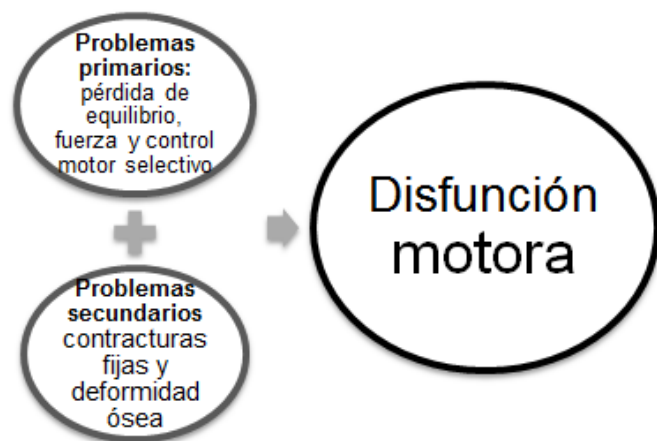 Problemas
primarios:
pérdida de
equilibrio,
fuerza y control
motor selectivo
Problemas
secundarios
contracturas
fijas y
deformidad
ósea
Disfunción
motora